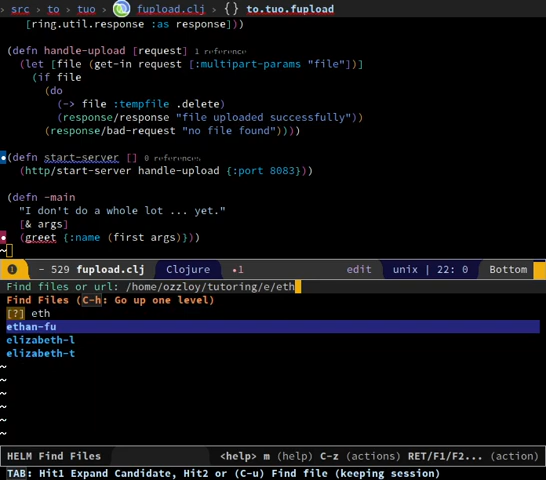 › src › to › tuo › fupload.clj › {} to.tuo.fupload
[ring.util.response :as response]))
(defn handle-upload [request] 1 reference
(let [file (get-in request [:multipart-params "file"])]
(if file
(do
(-> file :tempfile .delete)
(response/response "file uploaded successfully"))
(response/bad-request "no file found"))))
(defn start-server [] 0 references
(http/start-server handle-upload {:port 8083}))
(defn -main
"I don't do a whole lot ... yet."
[& args]
(greet {:name (first args)}))
~
1 - 529 fupload.clj Clojure •1 edit unix | 22: 0 Bottom
Find files or url: /home/ozzloy/tutoring/e/eth
Find Files (C-h: Go up one level)
[?] eth
ethan-fu
elizabeth-l
elizabeth-t
~
~
~
~
~
~
HELM Find Files <help> m (help) C-z (actions) RET/F1/F2... (action)
TAB: Hit1 Expand Candidate, Hit2 or (C-u) Find file (keeping session)